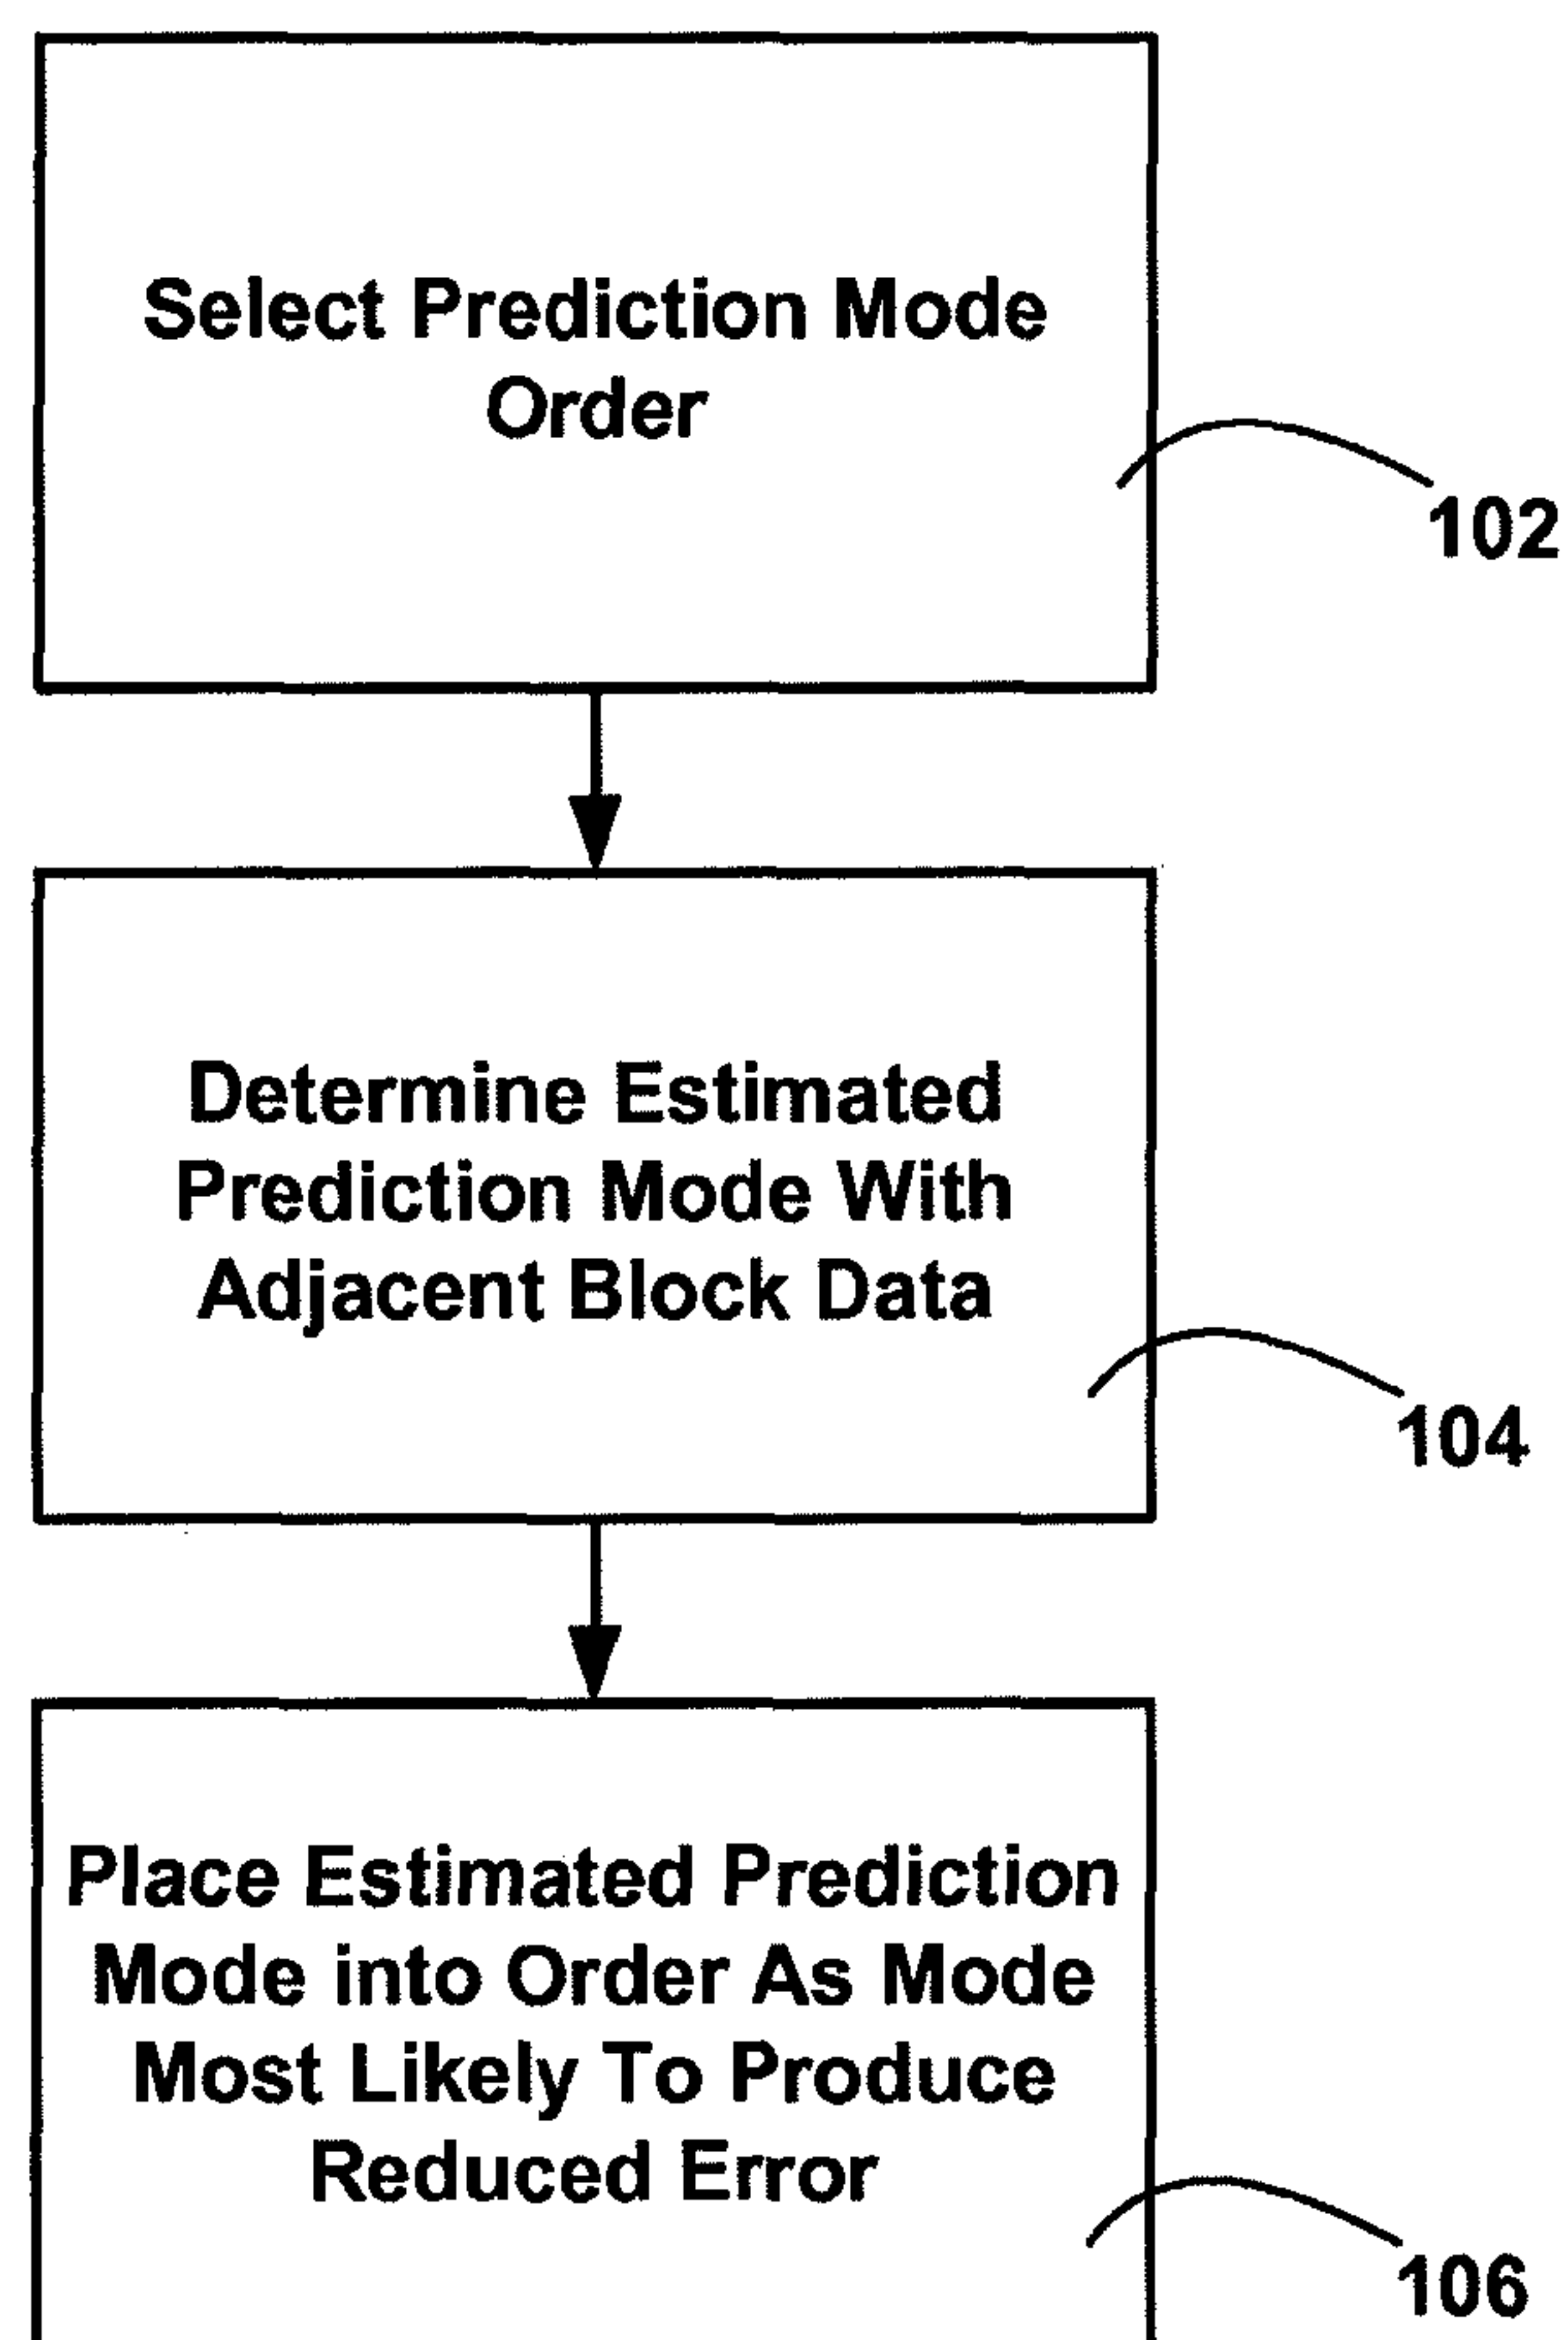 Select Prediction Mode
Order
102
Determine Estimated
Prediction Mode With
Adjacent Block Data
104
Place Estimated Prediction
Mode into Order As Mode
Most Likely To Produce
Reduced Error
106